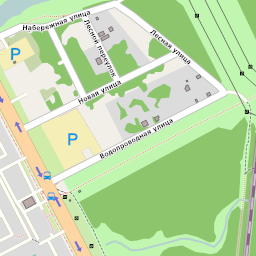 Набережная улица
Лесная улица
Лесной переулок
P
Новая улица
P
Водопроводная улица